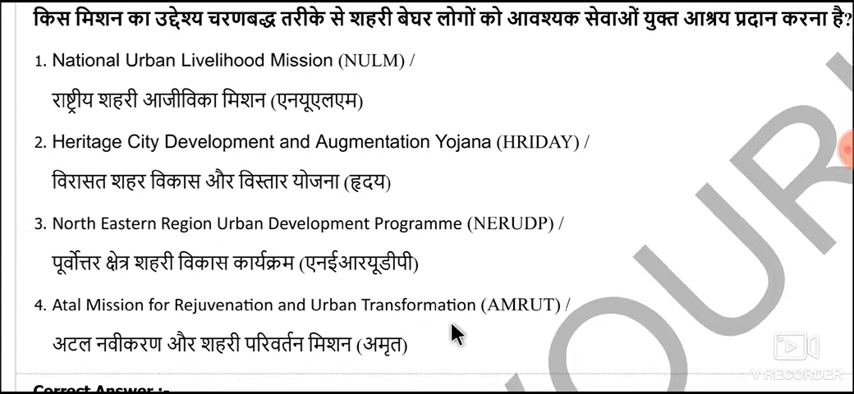 किस मिशन का उद्देश्य चरणबद्ध तरीके से शहरी बेघर लोगों को आवश्यक सेवाओं युक्त आश्रय प्रदान करना है?
1. National Urban Livelihood Mission (NULM) /
राष्ट्रीय शहरी आजीविका मिशन (एनयूएलएम)
2. Heritage City Development and Augmentation Yojana (HRIDAY) /
विरासत शहर विकास और विस्तार योजना (हृदय)
3. North Eastern Region Urban Development Programme (NERUDP) /
पूर्वोत्तर क्षेत्र शहरी विकास कार्यक्रम (एनईआरयूडीपी)
4. Atal Mission for Rejuvenation and Urban Transformation (AMRUT) /
अटल नवीकरण और शहरी परिवर्तन मिशन (अमृत)
Correct Answer :-
YOUR
V RECORDER